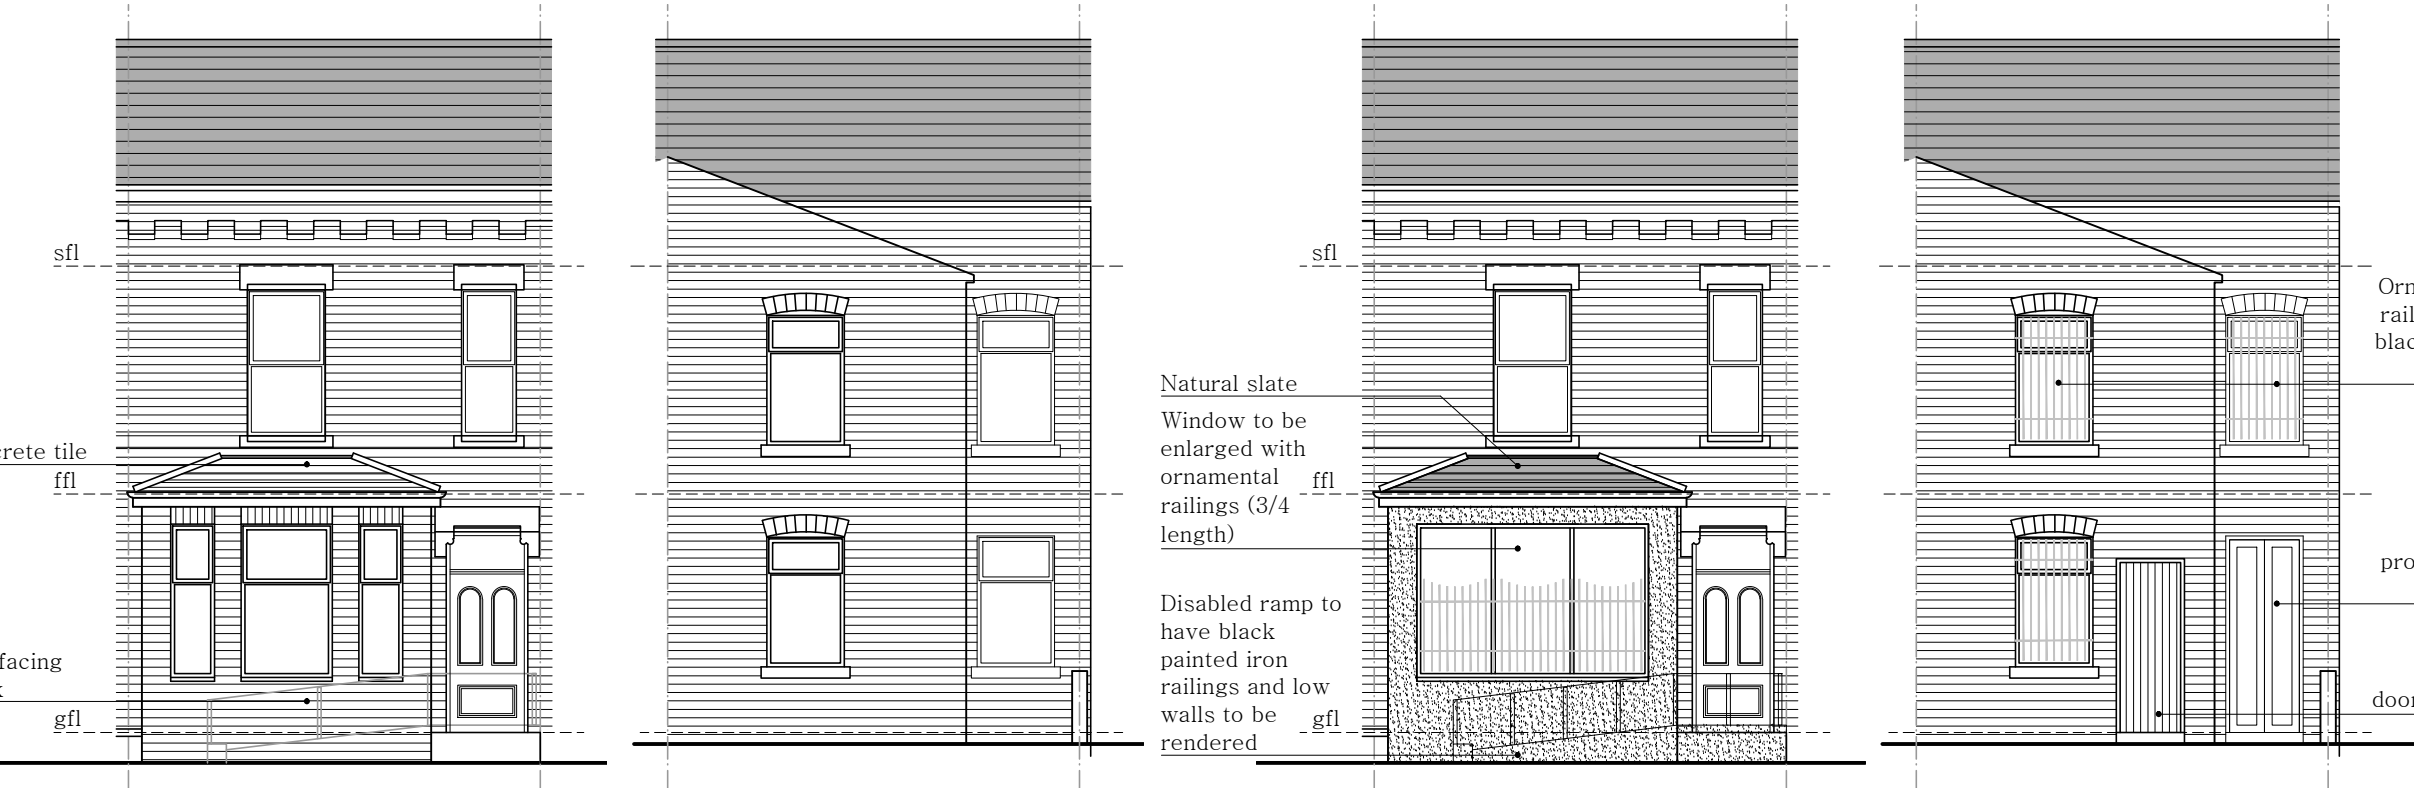 sfl
crete tile
ffl
facing
k
gfl
sfl
Natural slate
Window to be
enlarged with
ornamental
railings (3/4
length)
ffl
Disabled ramp to
have black
painted iron
railings and low
walls to be
rendered
gfl
Orn
rail
blac
pro
door